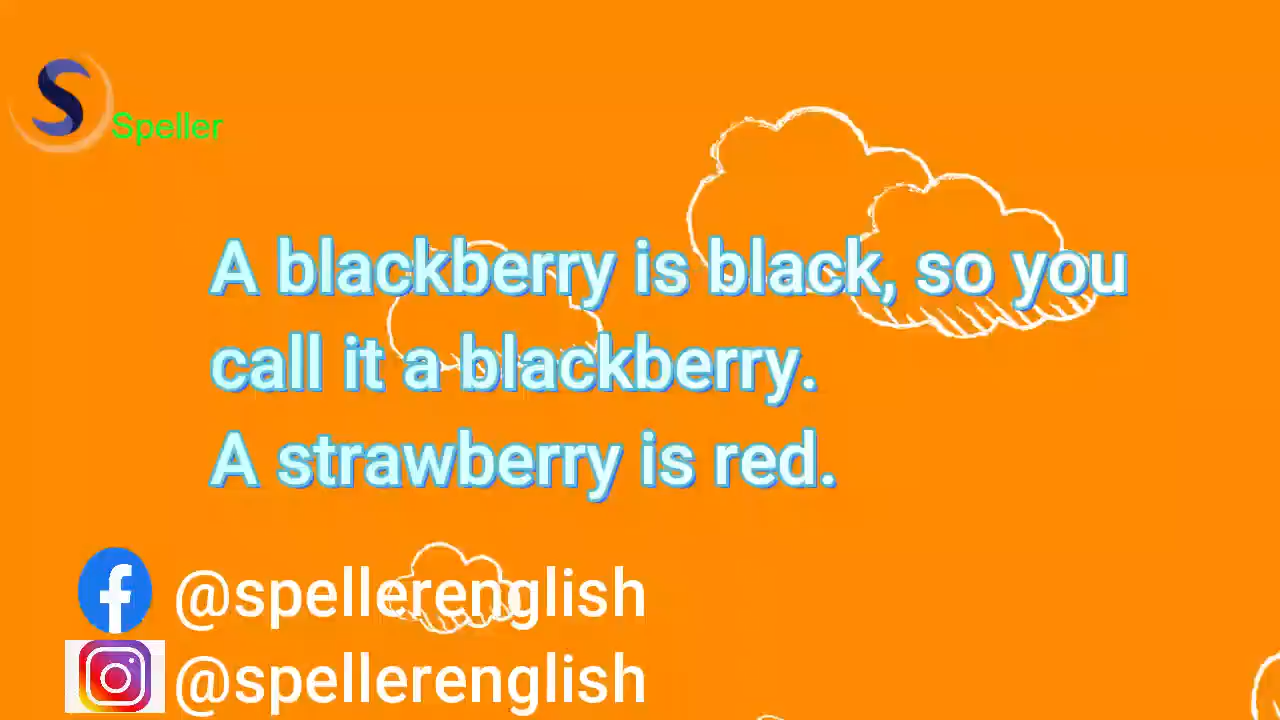 Speller
A blackberry is black, so you
call it a blackberry.
A strawberry is red.
@spellerenglish
@spellerenglish